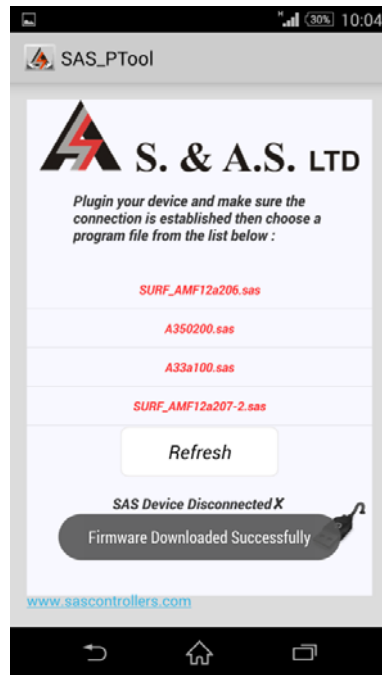 H 30% 10:04
SAS_PTool
S. & A.S. LTD
Plugin your device and make sure the
connection is established then choose a
program file from the list below :
SURF_AMF12a206.sas
A350200.sas
A33a100.sas
SURF_AMF12a207-2.sas
Refresh
SAS Device Disconnected X
Firmware Downloaded Successfully
www.sascontrollers.com